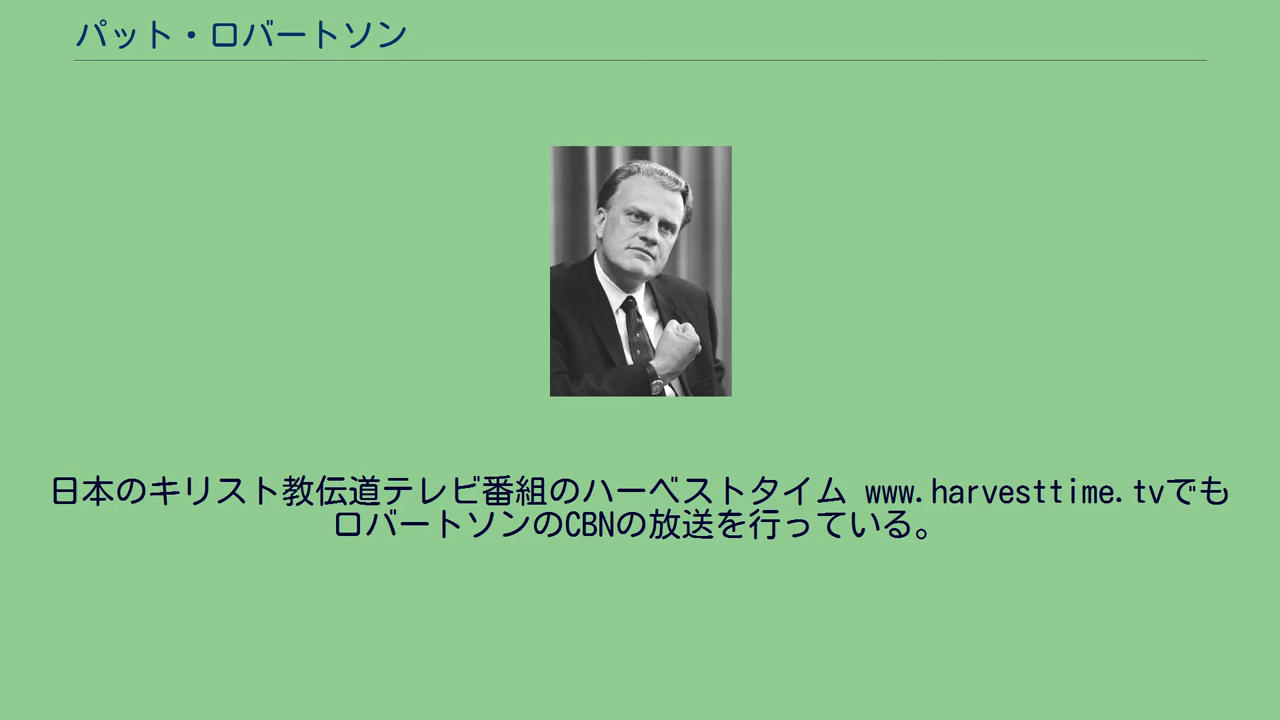 パット・ロバートソン
日本のキリスト教伝道テレビ番組のハーベストタイム www.harvesttime.tvでも
ロバートソンのCBNの放送を行っている。